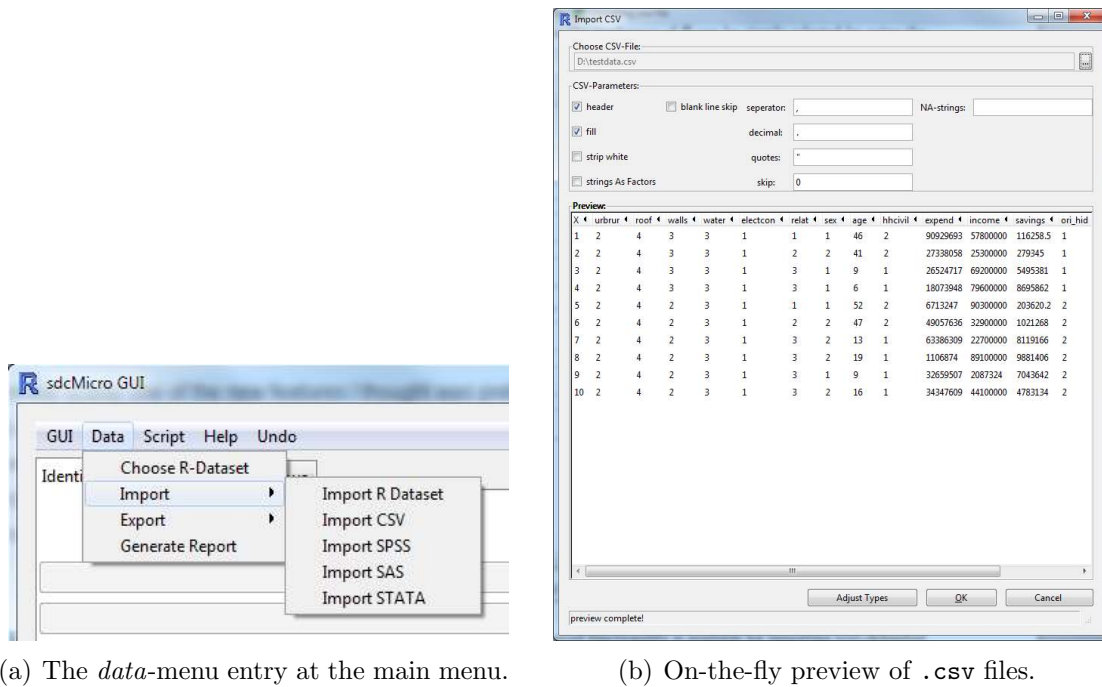 Import CSV
Choose CSV-File:
D:\testdata.csv
...
CSV-Parameters:
header blank line skip seperator: , NA-strings:
fill decimal: .
strip white quotes: "
strings As Factors skip: 0
Preview:
X urbrur roof walls water electcon relat sex age hhcivil expend income savings ori_hid
1 2 4 3 3 1 1 1 46 2 90929693 57800000 116258.5 1
2 2 4 3 3 1 2 2 41 2 27338058 25300000 279345 1
3 2 4 3 3 1 3 1 9 1 26524717 69200000 5495381 1
4 2 4 3 3 1 3 1 6 1 18073948 79600000 8695862 1
5 2 4 2 3 1 1 1 52 2 6713247 90300000 203620.2 2
6 2 4 2 3 1 2 2 47 2 49057636 32900000 1021268 2
7 2 4 2 3 1 3 2 13 1 63386309 22700000 8119166 2
8 2 4 2 3 1 3 2 19 1 1106874 89100000 9881406 2
9 2 4 2 3 1 3 1 9 1 32659507 2087324 7043642 2
10 2 4 2 3 1 3 2 16 1 34347609 44100000 4783134 2
Adjust Types OK Cancel
preview complete!
sdcMicro GUI
GUI Data Script Help Undo
Identi
Choose R-Dataset
Import
Export
Generate Report
Import R Dataset
Import CSV
Import SPSS
Import SAS
Import STATA
(a) The data-menu entry at the main menu.
(b) On-the-fly preview of .csv files.